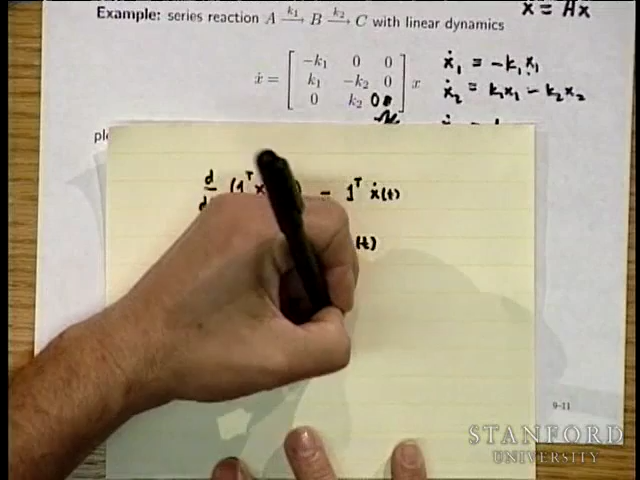 ẋ = Ax
Example: series reaction A —k₁→ B —k₂→ C with linear dynamics
ẋ = [ −k₁ 0 0 ; k₁ −k₂ 0 ; 0 k₂ 0 ] x
ẋ₁ = −k₁x₁
ẋ₂ = k₁x₁ − k₂x₂
d (1ᵀx = 1ᵀ ẋ(t)
(t)
9–11
STANFORD
UNIVERSITY